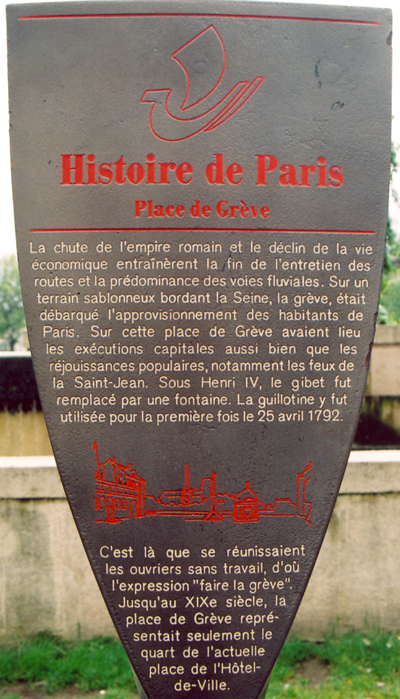 Histoire de Paris
Place de Grève
La chute de l'empire romain et le déclin de la vie
économique entraînèrent la fin de l'entretien des
routes et la prédominance des voies fluviales. Sur un
terrain sablonneux bordant la Seine, la grève, était
débarqué l'approvisionnement des habitants de
Paris. Sur cette place de Grève avaient lieu
les exécutions capitales aussi bien que les
réjouissances populaires, notamment les feux de
la Saint-Jean. Sous Henri IV, le gibet fut
remplacé par une fontaine. La guillotine y fut
utilisée pour la première fois le 25 avril 1792.
C'est là que se réunissaient
les ouvriers sans travail, d'où
l'expression "faire la grève".
Jusqu'au XIXe siècle, la
place de Grève repré-
sentait seulement le
quart de l'actuelle
place de l'Hôtel-
de-Ville.